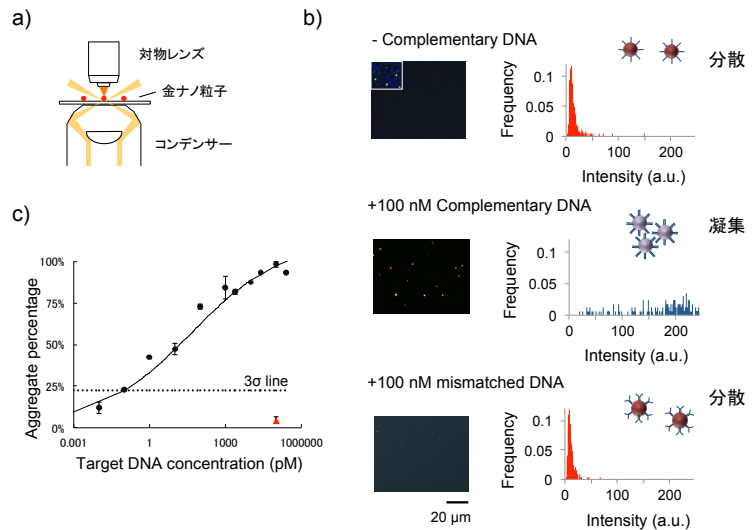 a)
対物レンズ
金ナノ粒子
コンデンサー
b)
- Complementary DNA
分散
Frequency
0.1
0.05
0
0 100 200
Intensity (a.u.)
+100 nM Complementary DNA
凝集
Frequency
0.1
0.05
0
0 100 200
Intensity (a.u.)
+100 nM mismatched DNA
分散
Frequency
0.1
0.05
0
0 100 200
Intensity (a.u.)
20 μm
c)
Aggregate percentage
100%
75%
50%
25%
0%
3σ line
0.001 1 1000 1000000
Target DNA concentration (pM)